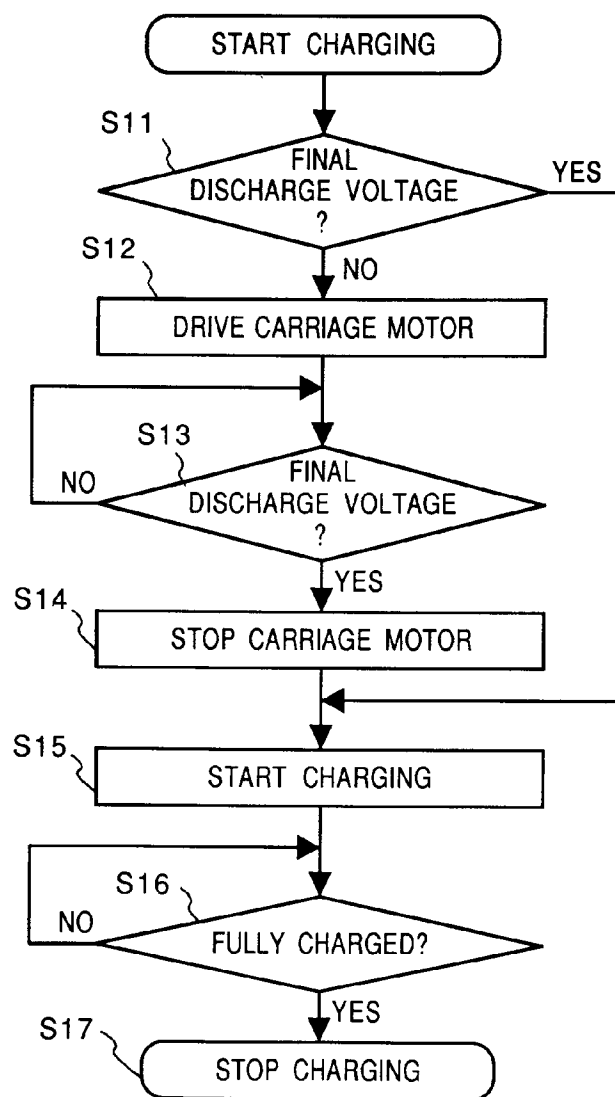 START CHARGING
S11
FINAL
DISCHARGE VOLTAGE
?
YES
NO
S12
DRIVE CARRIAGE MOTOR
S13
FINAL
DISCHARGE VOLTAGE
?
NO
YES
S14
STOP CARRIAGE MOTOR
S15
START CHARGING
S16
FULLY CHARGED?
NO
YES
S17
STOP CHARGING